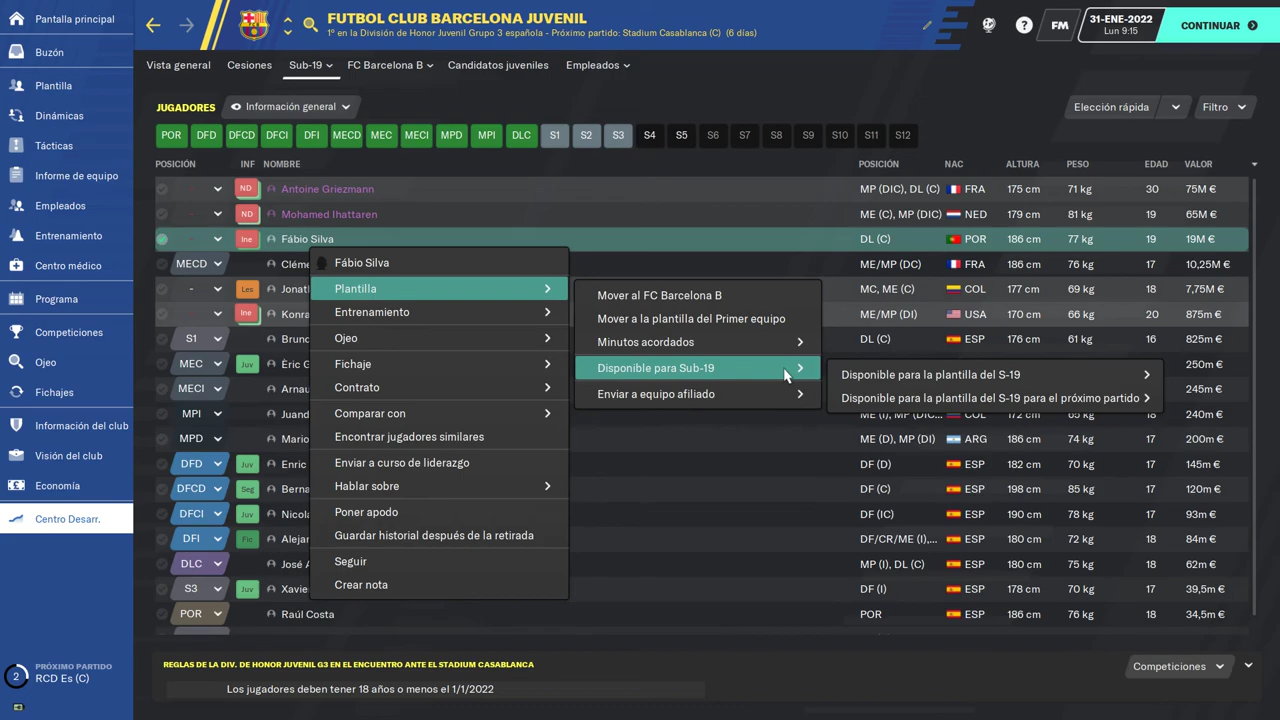 Pantalla principal
FUTBOL CLUB BARCELONA JUVENIL
1º en la División de Honor Juvenil Grupo 3 española - Próximo partido: Stadium Casablanca (C) (6 días)
FM
31-ENE-2022
Lun 9:15
CONTINUAR
Buzón
Plantilla
Dinámicas
Tácticas
Informe de equipo
Empleados
Entrenamiento
Centro médico
Programa
Competiciones
Ojeo
Fichajes
Información del club
Visión del club
Economía
Centro Desarr.
2
PRÓXIMO PARTIDO
RCD Es (C)
Vista general
Cesiones
Sub-19
FC Barcelona B
Candidatos juveniles
Empleados
JUGADORES
Información general
Elección rápida
Filtro
POR DFD DFCD DFCI DFI MECD MEC MECI MPD MPI DLC S1 S2 S3 S4 S5 S6 S7 S8 S9 S10 S11 S12
POSICIÓN INF NOMBRE POSICIÓN NAC ALTURA PESO EDAD VALOR
ND Antoine Griezmann MP (DIC), DL (C) FRA 175 cm 71 kg 30 75M €
ND Mohamed Ihattaren ME (C), MP (DIC) NED 179 cm 81 kg 19 65M €
Ine Fábio Silva DL (C) POR 186 cm 77 kg 19 19M €
MECD Cléme ME/MP (DC) FRA 186 cm 76 kg 19 10,25M €
- Les Jonat MC, ME (C) COL 177 cm 69 kg 18 7,75M €
Ine Konra ME/MP (DI) USA 170 cm 66 kg 20 875m €
S1 Bruno DL (C) ESP 176 cm 61 kg 16 825m €
MEC Juv Èric G 250m €
MECI Arnau 245m €
MPI Juand ME (I), MP (DIC... COL 172 cm 65 kg 18 240m €
MPD Mario ME (D), MP (DI) ARG 186 cm 74 kg 17 200m €
DFD Juv Enric DF (D) ESP 182 cm 70 kg 17 145m €
DFCD Seg Berna DF (C) ESP 198 cm 85 kg 17 120m €
DFCI Juv Nicola DF (IC) ESP 190 cm 78 kg 17 93m €
DFI Fic Alejar DF/CR/ME (I),... ESP 180 cm 72 kg 18 84m €
DLC José A MP (I), DL (C) ESP 180 cm 75 kg 18 62m €
S3 Juv Xavie DF (I) ESP 178 cm 70 kg 17 39,5m €
POR Raúl Costa POR ESP 186 cm 76 kg 18 34,5m €
Fábio Silva
Plantilla
Entrenamiento
Ojeo
Fichaje
Contrato
Comparar con
Encontrar jugadores similares
Enviar a curso de liderazgo
Hablar sobre
Poner apodo
Guardar historial después de la retirada
Seguir
Crear nota
Mover al FC Barcelona B
Mover a la plantilla del Primer equipo
Minutos acordados
Disponible para Sub-19
Enviar a equipo afiliado
Disponible para la plantilla del S-19
Disponible para la plantilla del S-19 para el próximo partido
REGLAS DE LA DIV. DE HONOR JUVENIL G3 EN EL ENCUENTRO ANTE EL STADIUM CASABLANCA
Competiciones
Los jugadores deben tener 18 años o menos el 1/1/2022